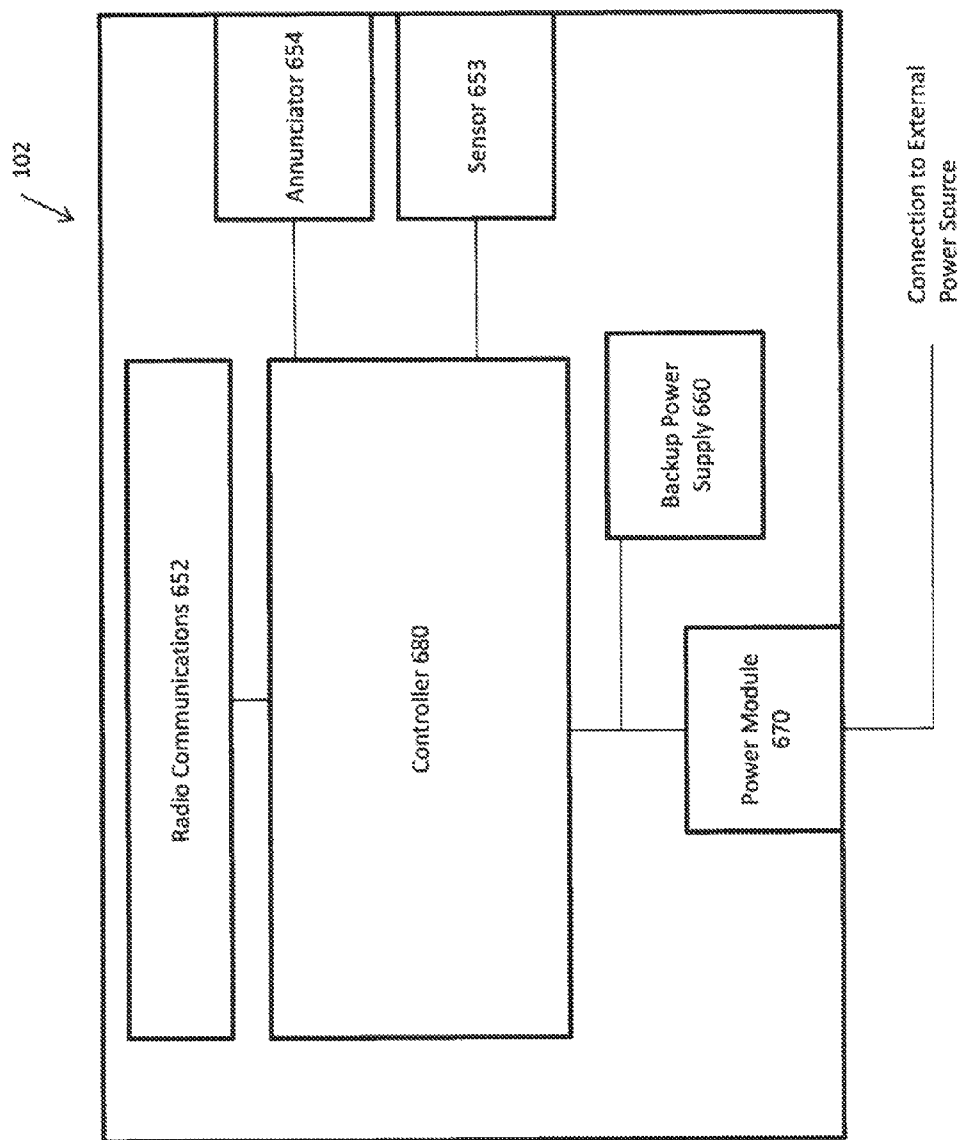 102
Radio Communications 652
Annunciator 654
Controller 680
Sensor 653
Backup Power
Supply 660
Power Module
670
Connection to External
Power Source